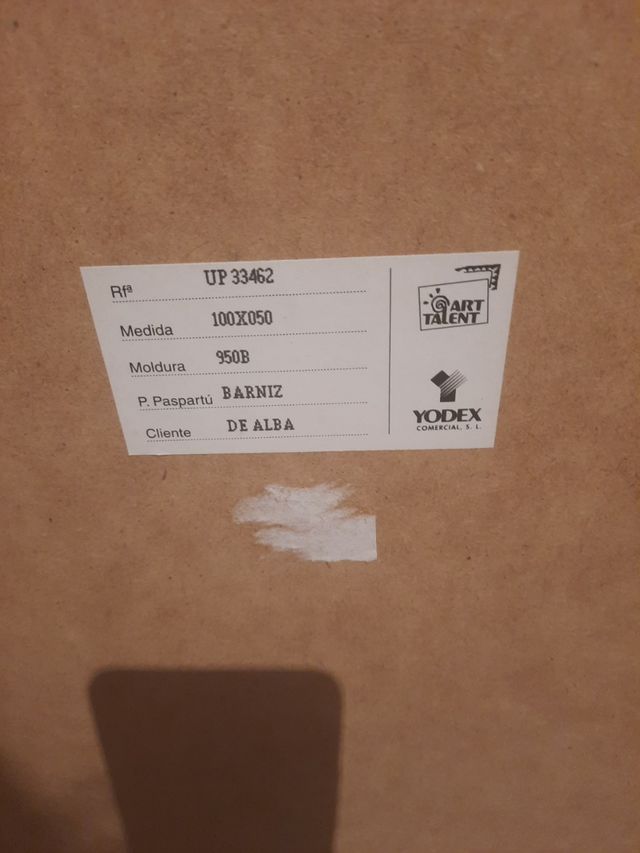 Rfª UP 33462
Medida 100X050
Moldura 950B
P. Paspartú BARNIZ
Cliente DE ALBA
ART
TALENT
YODEX
COMERCIAL, S. L.